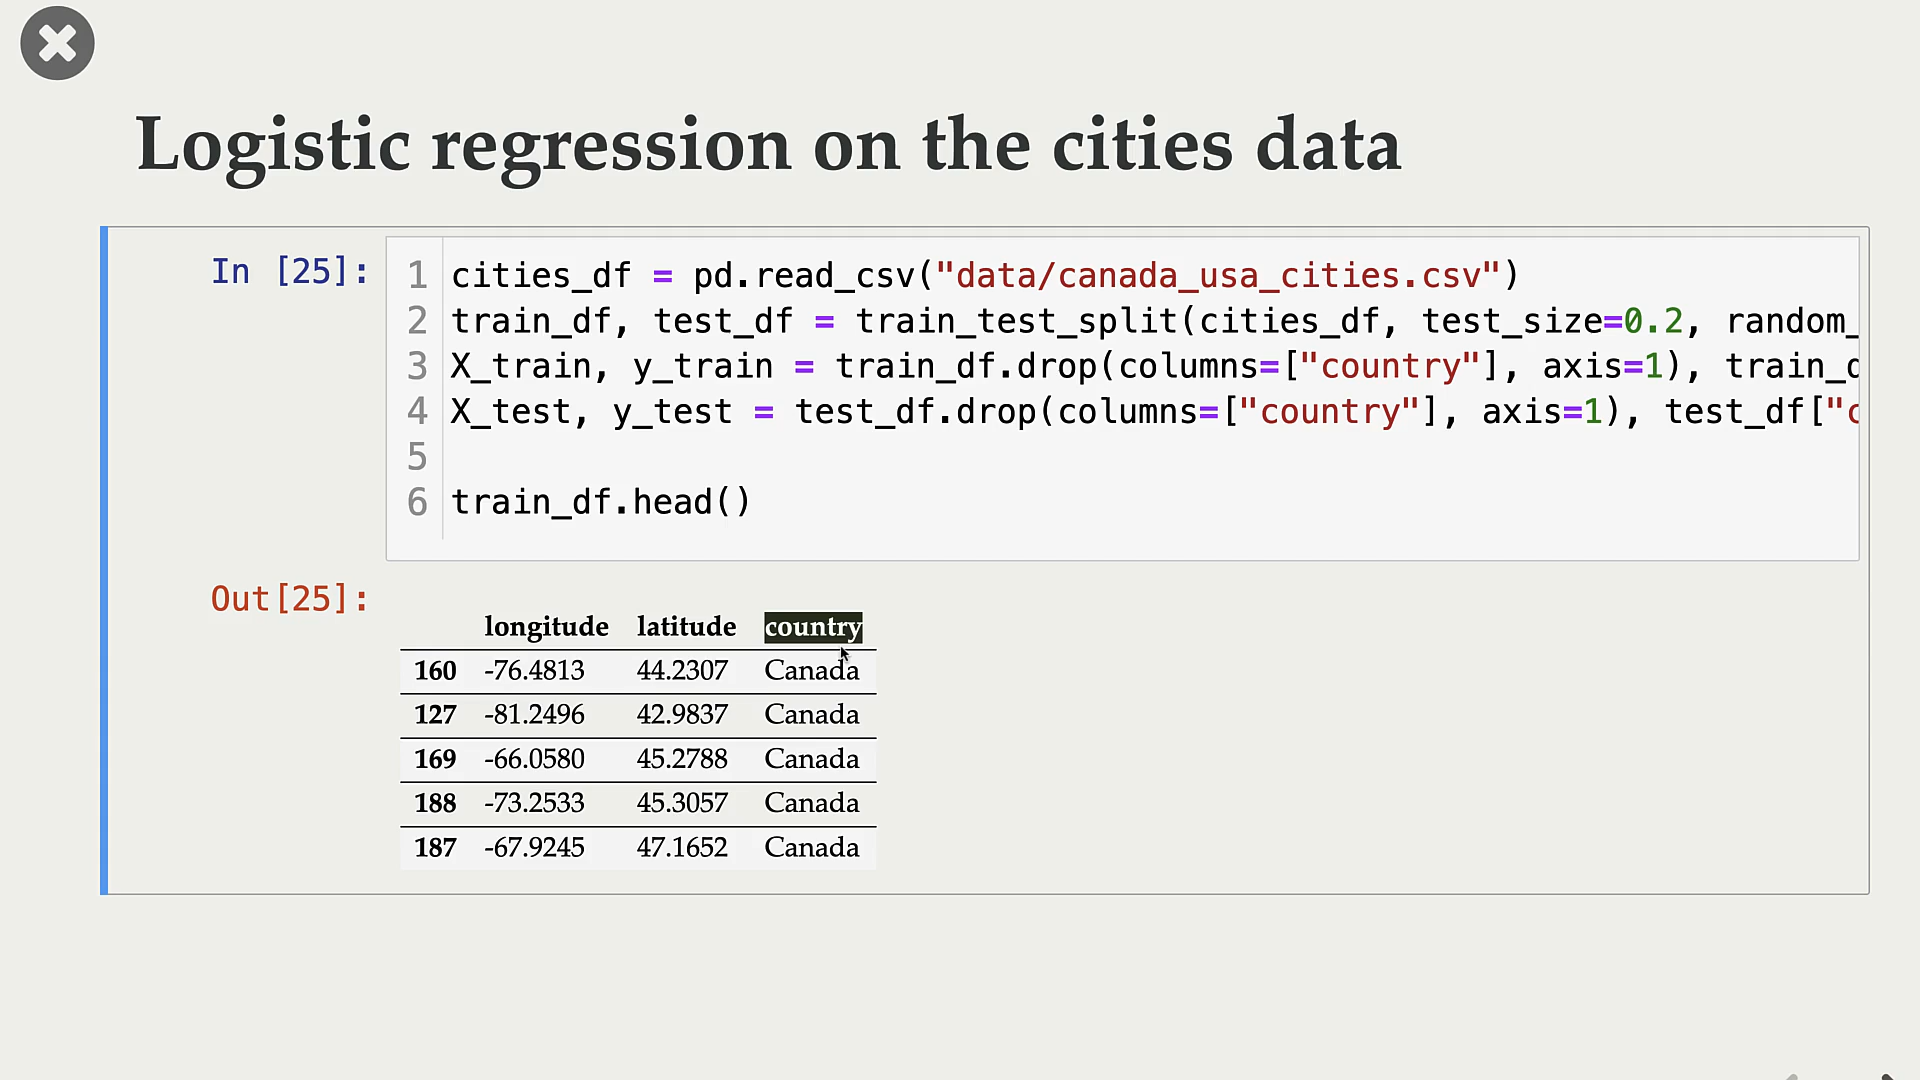 Logistic regression on the cities data
In [25]:
1 cities_df = pd.read_csv("data/canada_usa_cities.csv")
2 train_df, test_df = train_test_split(cities_df, test_size=0.2, random_
3 X_train, y_train = train_df.drop(columns=["country"], axis=1), train_d
4 X_test, y_test = test_df.drop(columns=["country"], axis=1), test_df["c
5
6 train_df.head()
Out[25]:
longitude latitude country
160 -76.4813 44.2307 Canada
127 -81.2496 42.9837 Canada
169 -66.0580 45.2788 Canada
188 -73.2533 45.3057 Canada
187 -67.9245 47.1652 Canada